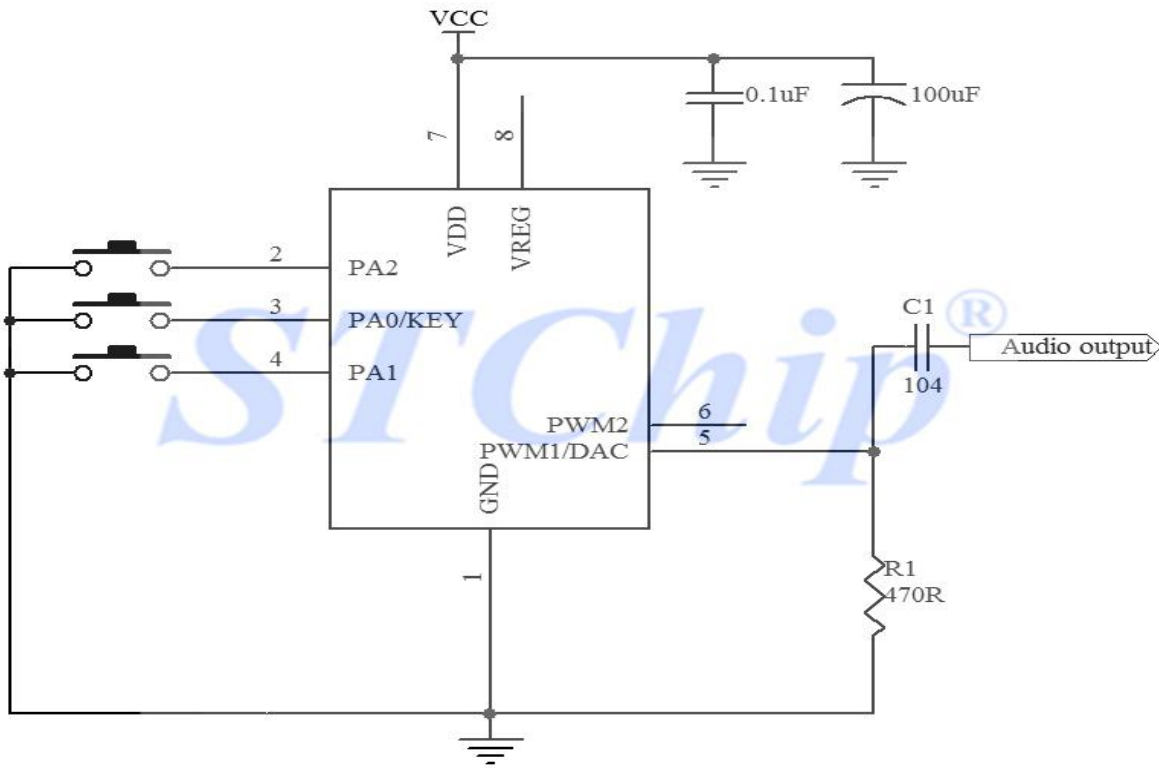 VCC
0.1uF
100uF
7
8
VDD
VREG
2
PA2
3
PA0/KEY
4
PA1
STChip®
C1
104
Audio output
PWM2
6
PWM1/DAC
5
GND
1
R1
470R